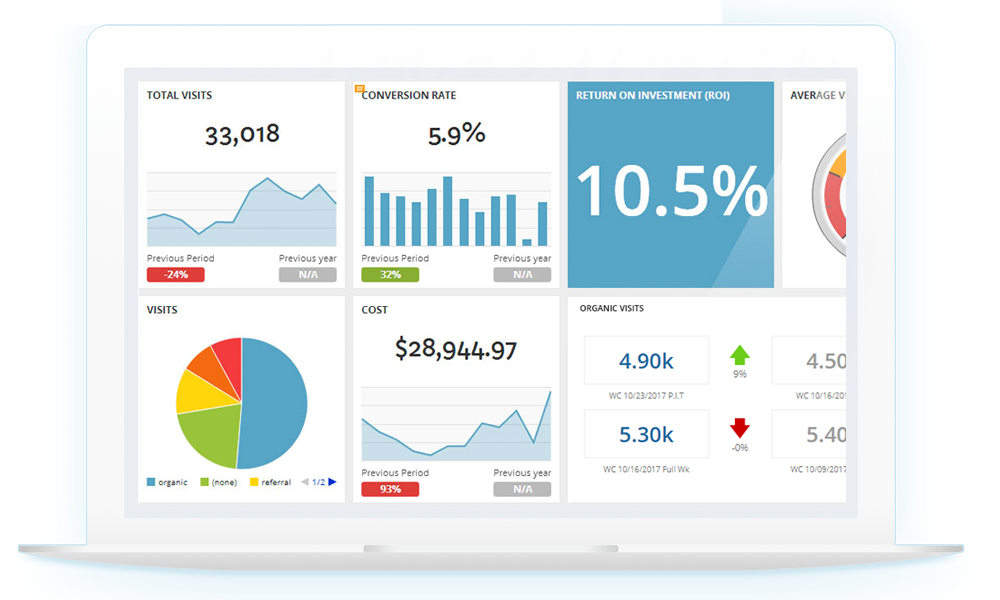 TOTAL VISITS
33,018
Previous Period
Previous year
-24%
N/A
CONVERSION RATE
5.9%
Previous Period
Previous year
32%
N/A
RETURN ON INVESTMENT (ROI)
10.5%
AVERAGE V
VISITS
organic
(none)
referral
1/2
COST
$28,944.97
Previous Period
Previous year
93%
N/A
ORGANIC VISITS
4.90k
9%
4.50
WC 10/23/2017 P.I.T
WC 10/16/201
5.30k
-0%
5.40
WC 10/16/2017 Full Wk
WC 10/09/2017